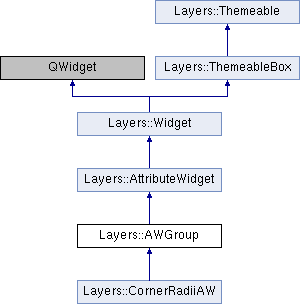 Layers::Themeable
QWidget
Layers::ThemeableBox
Layers::Widget
Layers::AttributeWidget
Layers::AWGroup
Layers::CornerRadiiAW